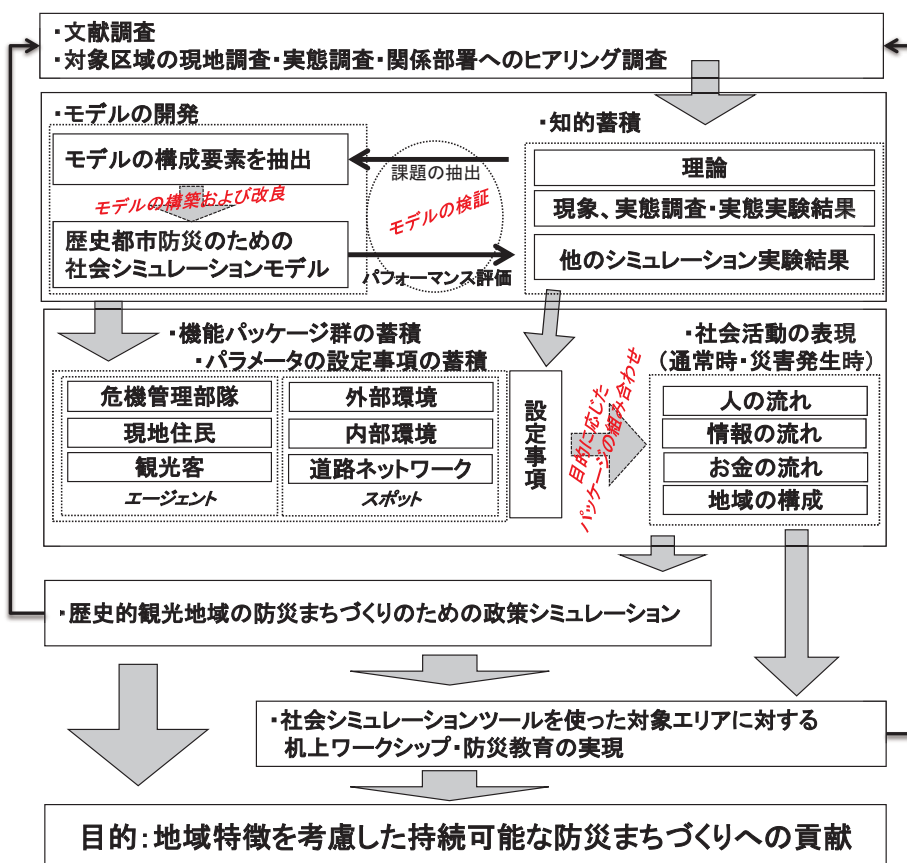 ・文献調査
・対象区域の現地調査・実態調査・関係部署へのヒアリング調査
・モデルの開発
モデルの構成要素を抽出
モデルの構築および改良
歴史都市防災のための
社会シミュレーションモデル
課題の抽出
モデルの検証
パフォーマンス評価
・知的蓄積
理論
現象、実態調査・実態実験結果
他のシミュレーション実験結果
・機能パッケージ群の蓄積
・パラメータの設定事項の蓄積
危機管理部隊
現地住民
観光客
エージェント
外部環境
内部環境
道路ネットワーク
スポット
設定事項
目的に応じた
パッケージの組み合わせ
・社会活動の表現
(通常時・災害発生時)
人の流れ
情報の流れ
お金の流れ
地域の構成
・歴史的観光地域の防災まちづくりのための政策シミュレーション
・社会シミュレーションツールを使った対象エリアに対する
机上ワークシップ・防災教育の実現
目的:地域特徴を考慮した持続可能な防災まちづくりへの貢献